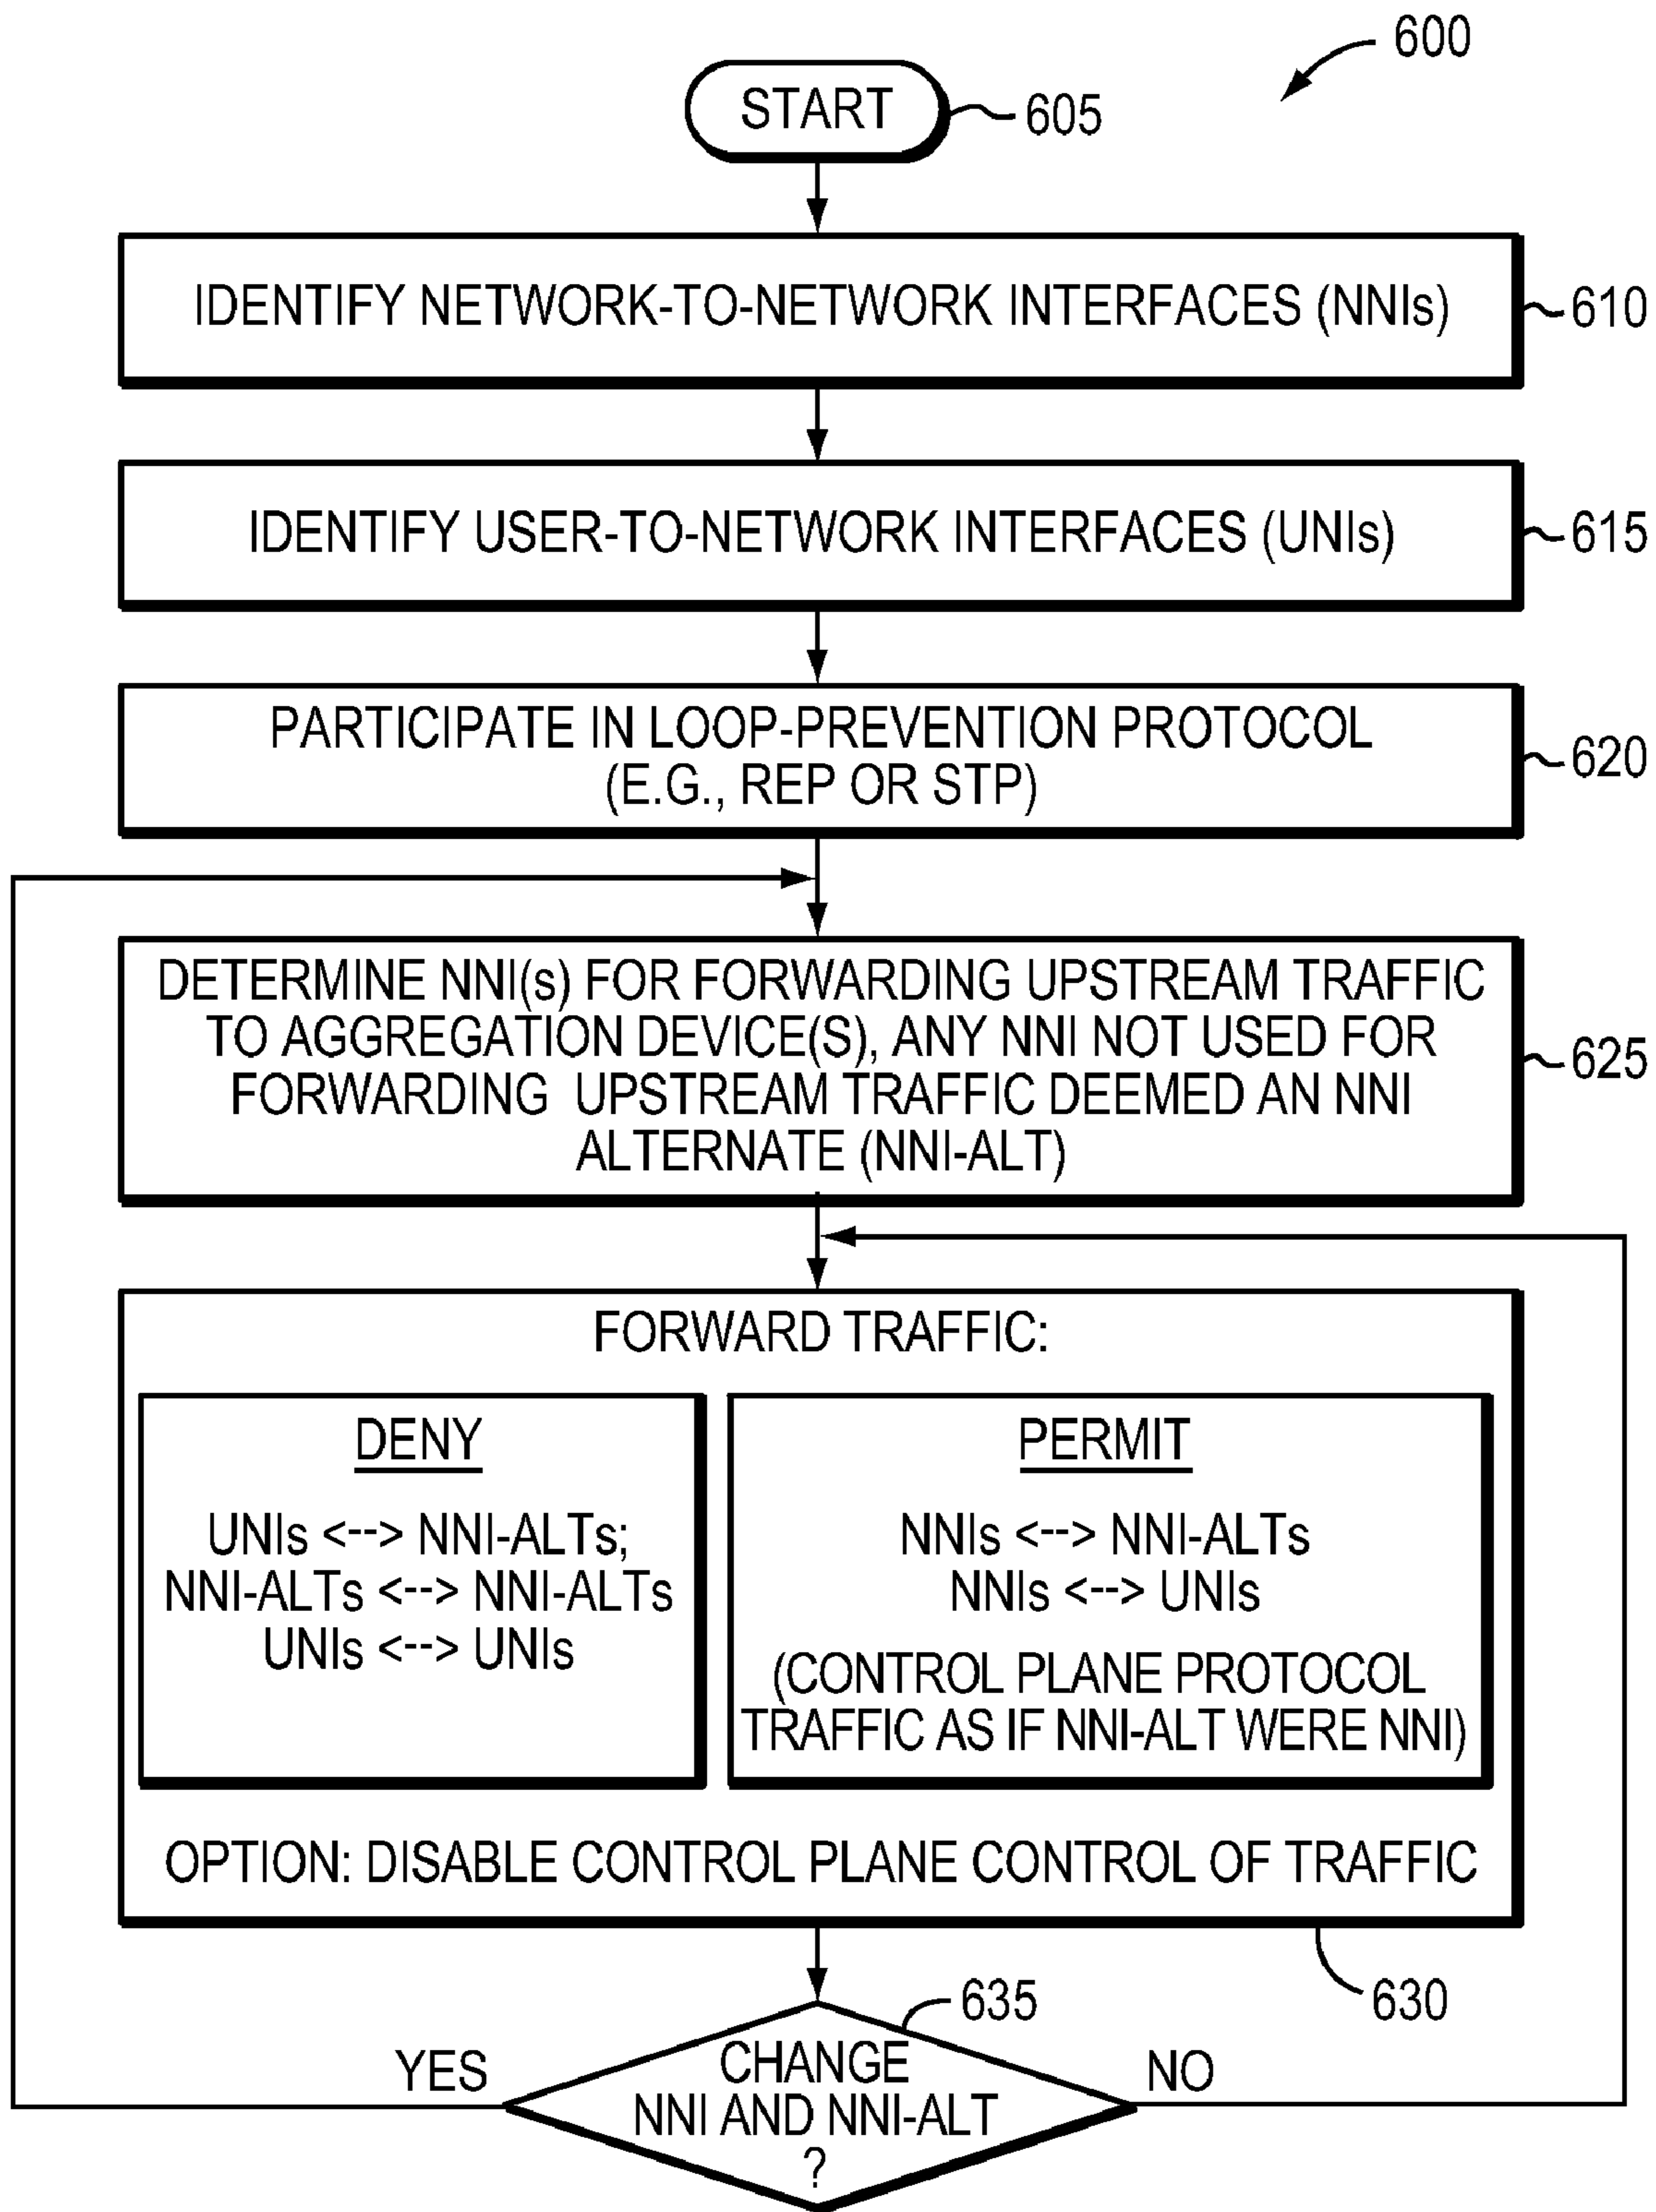 600
START
605
IDENTIFY NETWORK-TO-NETWORK INTERFACES (NNIs)
610
IDENTIFY USER-TO-NETWORK INTERFACES (UNIs)
615
PARTICIPATE IN LOOP-PREVENTION PROTOCOL
(E.G., REP OR STP)
620
DETERMINE NNI(s) FOR FORWARDING UPSTREAM TRAFFIC
TO AGGREGATION DEVICE(S), ANY NNI NOT USED FOR
FORWARDING UPSTREAM TRAFFIC DEEMED AN NNI
ALTERNATE (NNI-ALT)
625
FORWARD TRAFFIC:
DENY
UNIs <--> NNI-ALTs;
NNI-ALTs <--> NNI-ALTs
UNIs <--> UNIs
PERMIT
NNIs <--> NNI-ALTs
NNIs <--> UNIs
(CONTROL PLANE PROTOCOL
TRAFFIC AS IF NNI-ALT WERE NNI)
OPTION: DISABLE CONTROL PLANE CONTROL OF TRAFFIC
630
635
YES
CHANGE
NNI AND NNI-ALT
?
NO